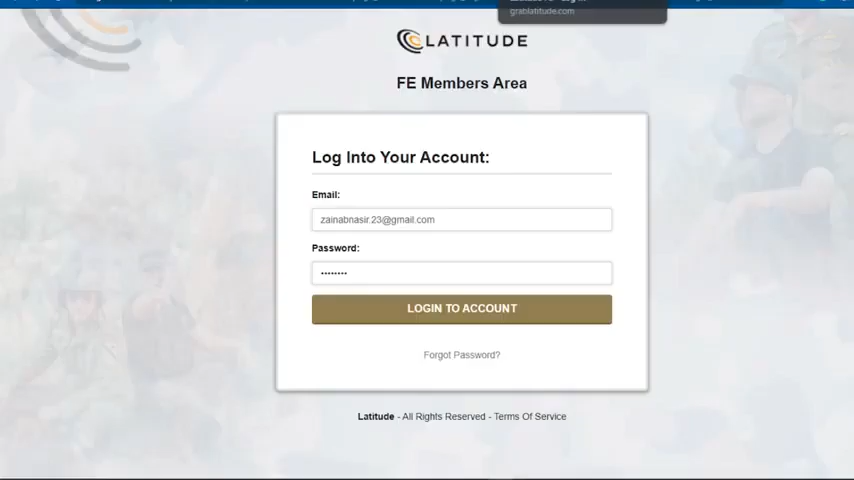 grablatitude.com
LATITUDE
FE Members Area
Log Into Your Account:
Email:
zainabnasir.23@gmail.com
Password:
••••••••
LOGIN TO ACCOUNT
Forgot Password?
Latitude - All Rights Reserved - Terms Of Service